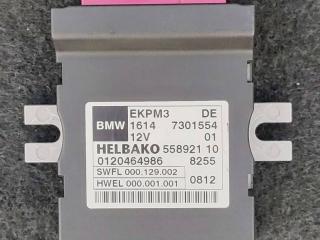 EKPM3 DE
BMW 1614 7301554
12V 01
HELBAKO 558921 10
0120464986 8255
SWFL 000.129.002
HWEL 000.001.001 0812